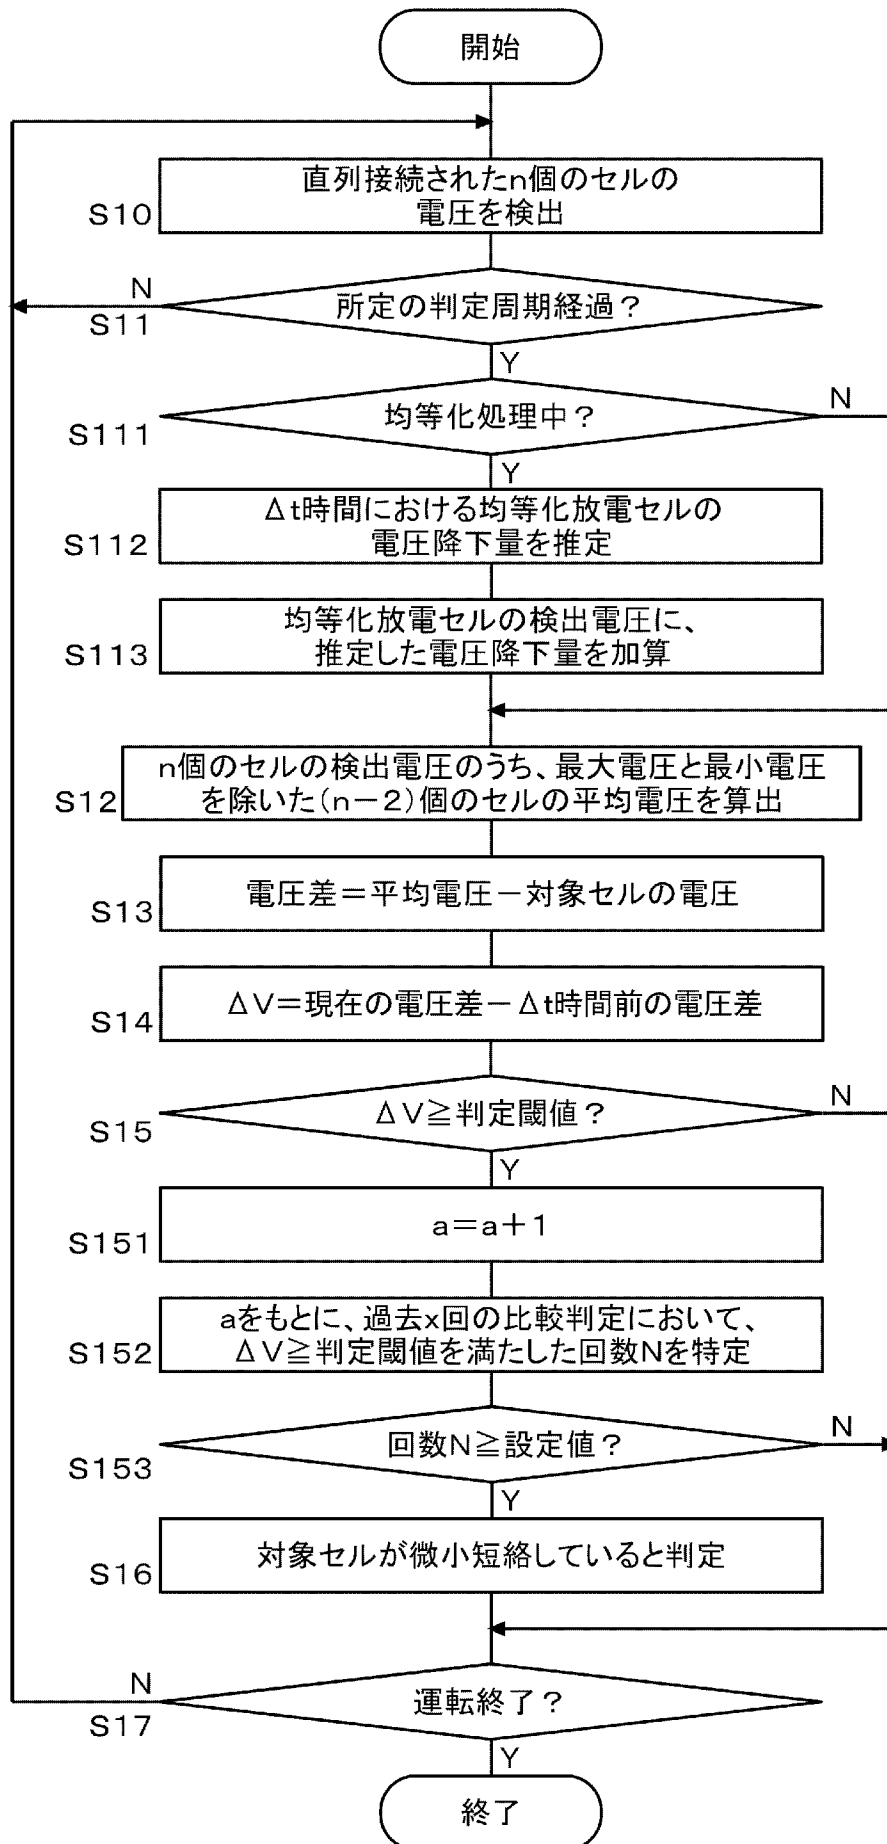 開始
直列接続されたn個のセルの
電圧を検出
S10
N
所定の判定周期経過？
S11
Y
均等化処理中？
N
S111
Y
Δt時間における均等化放電セルの
電圧降下量を推定
S112
均等化放電セルの検出電圧に、
推定した電圧降下量を加算
S113
n個のセルの検出電圧のうち、最大電圧と最小電圧
を除いた（n－2）個のセルの平均電圧を算出
S12
電圧差＝平均電圧－対象セルの電圧
S13
ΔV＝現在の電圧差－Δt時間前の電圧差
S14
ΔV≧判定閾値？
N
S15
Y
a＝a＋1
S151
aをもとに、過去x回の比較判定において、
ΔV≧判定閾値を満たした回数Nを特定
S152
回数N≧設定値？
N
S153
Y
対象セルが微小短絡していると判定
S16
N
運転終了？
S17
Y
終了